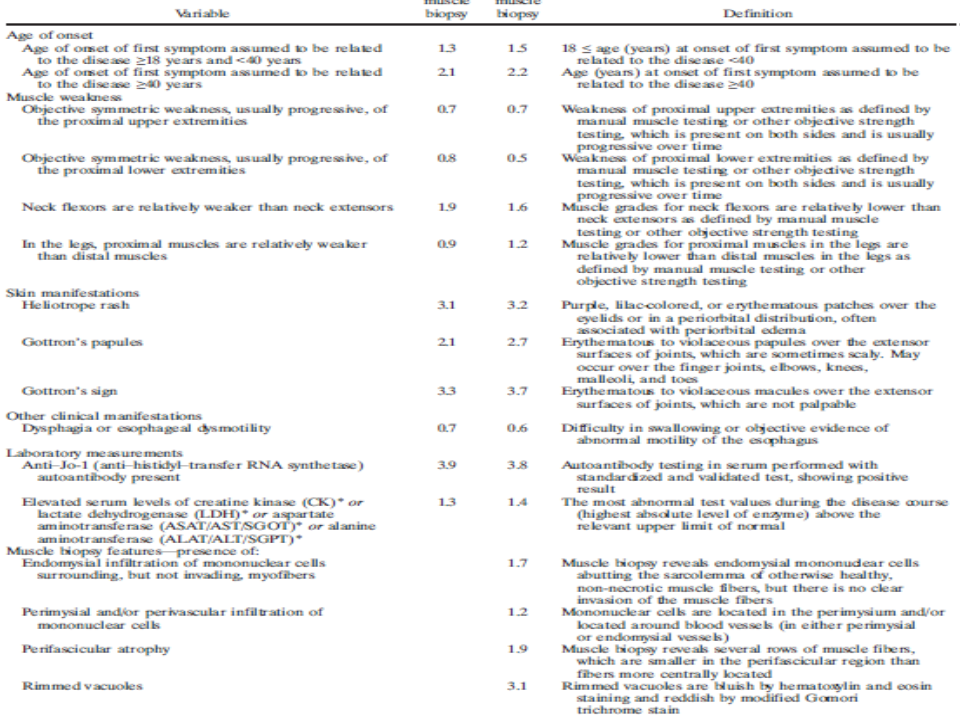 muscle muscle
Variable biopsy biopsy Definition
Age of onset
Age of onset of first symptom assumed to be related 1.3 1.5 18 ≤ age (years) at onset of first symptom assumed to be
to the disease ≥18 years and <40 years related to the disease <40
Age of onset of first symptom assumed to be related 2.1 2.2 Age (years) at onset of first symptom assumed to be
to the disease ≥40 years related to the disease ≥40
Muscle weakness
Objective symmetric weakness, usually progressive, of 0.7 0.7 Weakness of proximal upper extremities as defined by
the proximal upper extremities manual muscle testing or other objective strength
testing, which is present on both sides and is usually
progressive over time
Objective symmetric weakness, usually progressive, of 0.8 0.5 Weakness of proximal lower extremities as defined by
the proximal lower extremities manual muscle testing or other objective strength
testing, which is present on both sides and is usually
progressive over time
Neck flexors are relatively weaker than neck extensors 1.9 1.6 Muscle grades for neck flexors are relatively lower than
neck extensors as defined by manual muscle
testing or other objective strength testing
In the legs, proximal muscles are relatively weaker 0.9 1.2 Muscle grades for proximal muscles in the legs are
than distal muscles relatively lower than distal muscles in the legs as
defined by manual muscle testing or other
objective strength testing
Skin manifestations
Heliotrope rash 3.1 3.2 Purple, lilac-colored, or erythematous patches over the
eyelids or in a periorbital distribution, often
associated with periorbital edema
Gottron's papules 2.1 2.7 Erythematous to violaceous papules over the extensor
surfaces of joints, which are sometimes scaly. May
occur over the finger joints, elbows, knees,
malleoli, and toes
Gottron's sign 3.3 3.7 Erythematous to violaceous macules over the extensor
surfaces of joints, which are not palpable
Other clinical manifestations
Dysphagia or esophageal dysmotility 0.7 0.6 Difficulty in swallowing or objective evidence of
abnormal motility of the esophagus
Laboratory measurements
Anti–Jo-1 (anti–histidyl–transfer RNA synthetase) 3.9 3.8 Autoantibody testing in serum performed with
autoantibody present standardized and validated test, showing positive
result
Elevated serum levels of creatine kinase (CK)* or 1.3 1.4 The most abnormal test values during the disease course
lactate dehydrogenase (LDH)* or aspartate (highest absolute level of enzyme) above the
aminotransferase (ASAT/AST/SGOT)* or alanine relevant upper limit of normal
aminotransferase (ALAT/ALT/SGPT)*
Muscle biopsy features—presence of:
Endomysial infiltration of mononuclear cells 1.7 Muscle biopsy reveals endomysial mononuclear cells
surrounding, but not invading, myofibers abutting the sarcolemma of otherwise healthy,
non-necrotic muscle fibers, but there is no clear
invasion of the muscle fibers
Perimysial and/or perivascular infiltration of 1.2 Mononuclear cells are located in the perimysium and/or
mononuclear cells located around blood vessels (in either perimysial
or endomysial vessels)
Perifascicular atrophy 1.9 Muscle biopsy reveals several rows of muscle fibers,
which are smaller in the perifascicular region than
fibers more centrally located
Rimmed vacuoles 3.1 Rimmed vacuoles are bluish by hematoxylin and eosin
staining and reddish by modified Gomori
trichrome stain